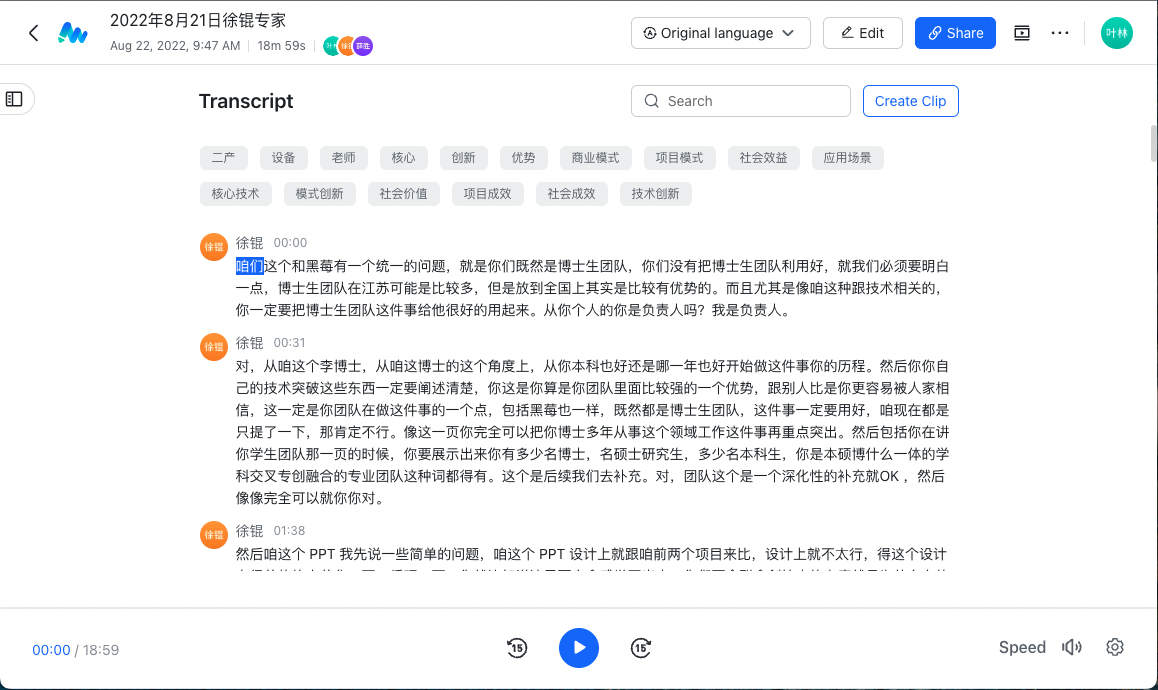 2022年8月21日徐锟专家
Aug 22, 2022, 9:47 AM
18m 59s
Original language
Edit
Share
叶林
Transcript
Search
Create Clip
二产
设备
老师
核心
创新
优势
商业模式
项目模式
社会效益
应用场景
核心技术
模式创新
社会价值
项目成效
社会成效
技术创新
徐锟
徐锟 00:00
咱们这个和黑莓有一个统一的问题，就是你们既然是博士生团队，你们没有把博士生团队利用好，就我们必须要明白
一点，博士生团队在江苏可能是比较多，但是放到全国上其实是比较有优势的。而且尤其是像咱这种跟技术相关的，
你一定要把博士生团队这件事给他很好的用起来。从你个人的你是负责人吗？我是负责人。
徐锟
徐锟 00:31
对，从咱这个李博士，从咱这博士的这个角度上，从你本科也好还是哪一年也好开始做这件事你的历程。然后你你自
己的技术突破这些东西一定要阐述清楚，你这是你算是你团队里面比较强的一个优势，跟别人比是你更容易被人家相
信，这一定是你团队在做这件事的一个点，包括黑莓也一样，既然都是博士生团队，这件事一定要用好，咱现在都是
只提了一下，那肯定不行。像这一页你完全可以把你博士多年从事这个领域工作这件事再重点突出。然后包括你在讲
你学生团队那一页的时候，你要展示出来你有多少名博士，名硕士研究生，多少名本科生，你是本硕博什么一体的学
科交叉专创融合的专业团队这种词都得有。这个是后续我们去补充。对，团队这个是一个深化性的补充就OK ，然后
像像完全可以就你你对。
徐锟
徐锟 01:38
然后咱这个 PPT 我先说一些简单的问题，咱这个 PPT 设计上就跟咱前两个项目来比，设计上就不太行，得这个设计
15
15
00:00 / 18:59
Speed